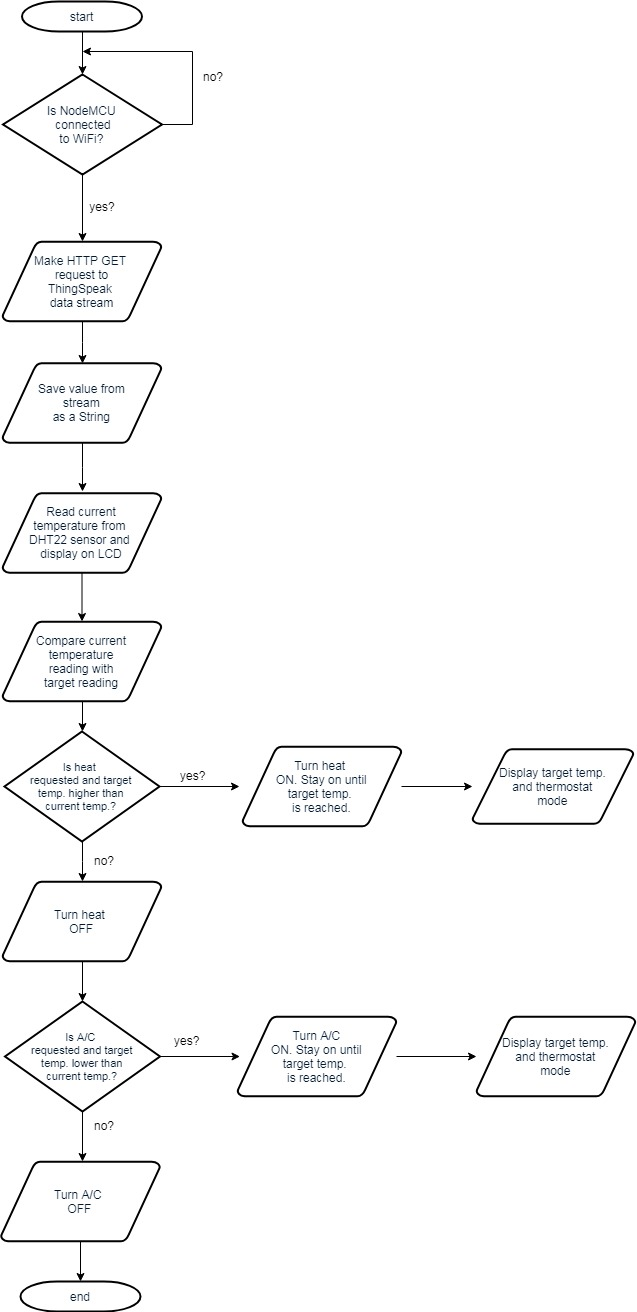 start
no?
Is NodeMCU
connected
to WiFi?
yes?
Make HTTP GET
request to
ThingSpeak
data stream
Save value from
stream
as a String
Read current
temperature from
DHT22 sensor and
display on LCD
Compare current
temperature
reading with
target reading
Is heat
requested and target
temp. higher than
current temp.?
yes?
Turn heat
ON. Stay on until
target temp.
is reached.
Display target temp.
and thermostat
mode
no?
Turn heat
OFF
Is A/C
requested and target
temp. lower than
current temp.?
yes?
Turn A/C
ON. Stay on until
target temp.
is reached.
Display target temp.
and thermostat
mode
no?
Turn A/C
OFF
end